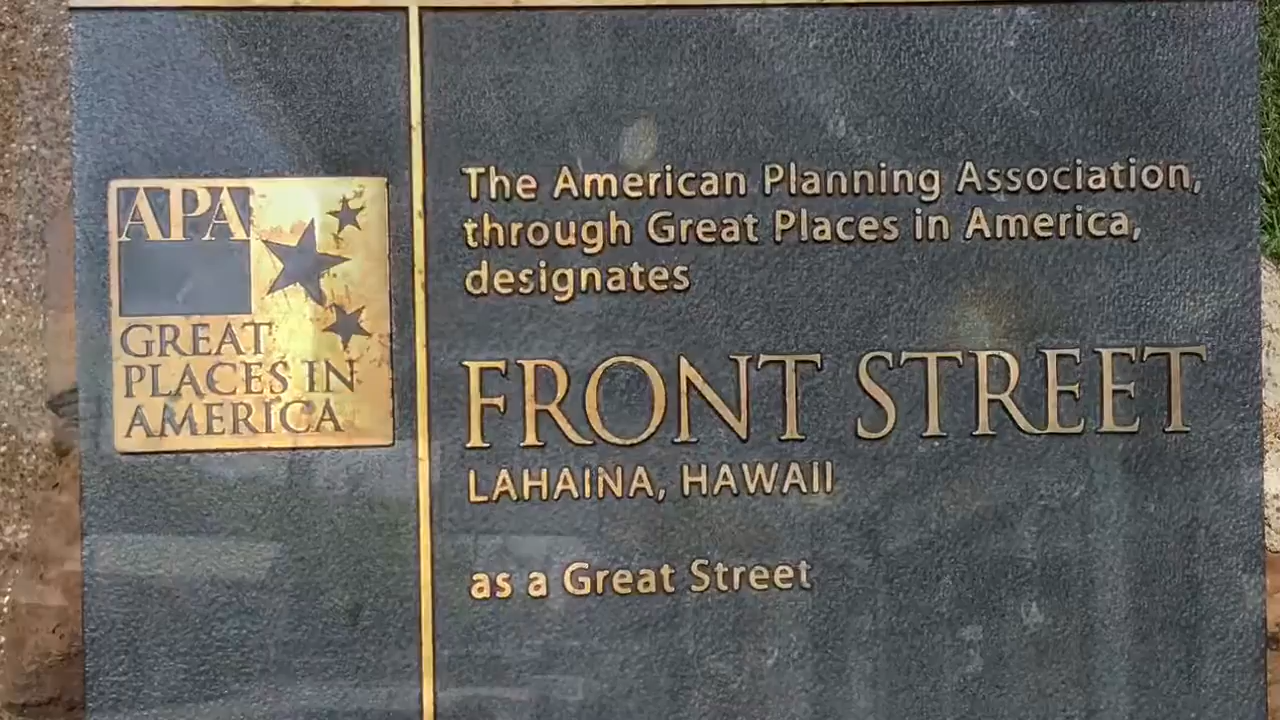 APA
GREAT
PLACES IN
AMERICA
The American Planning Association,
through Great Places in America,
designates
FRONT STREET
LAHAINA, HAWAII
as a Great Street